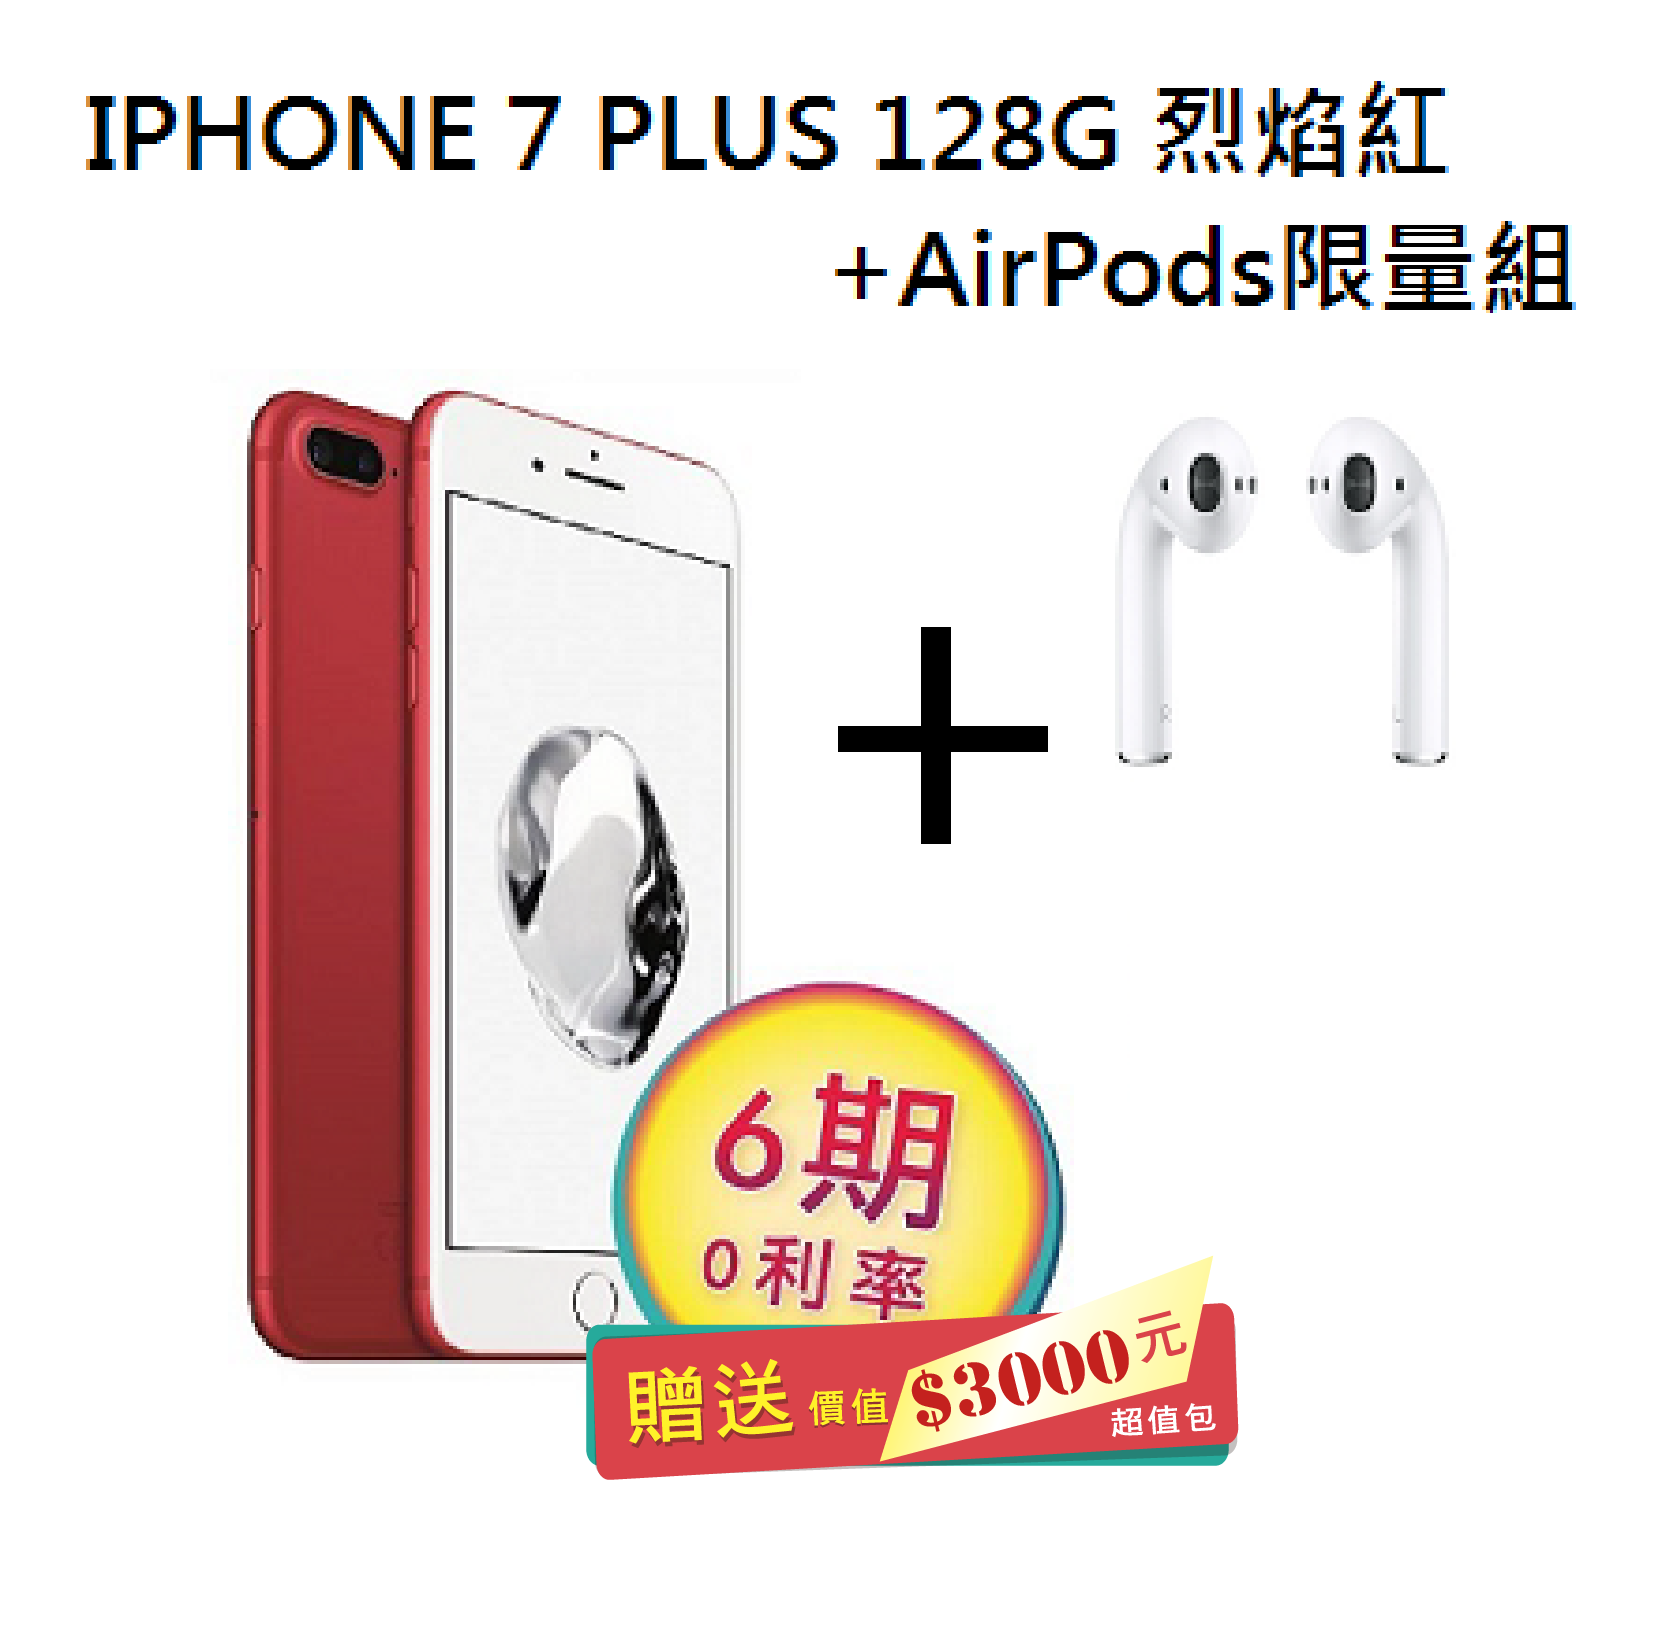 IPHONE 7 PLUS 128G 烈焰紅
+AirPods限量組
6期
0利率
贈送 價值 $3000元
超值包